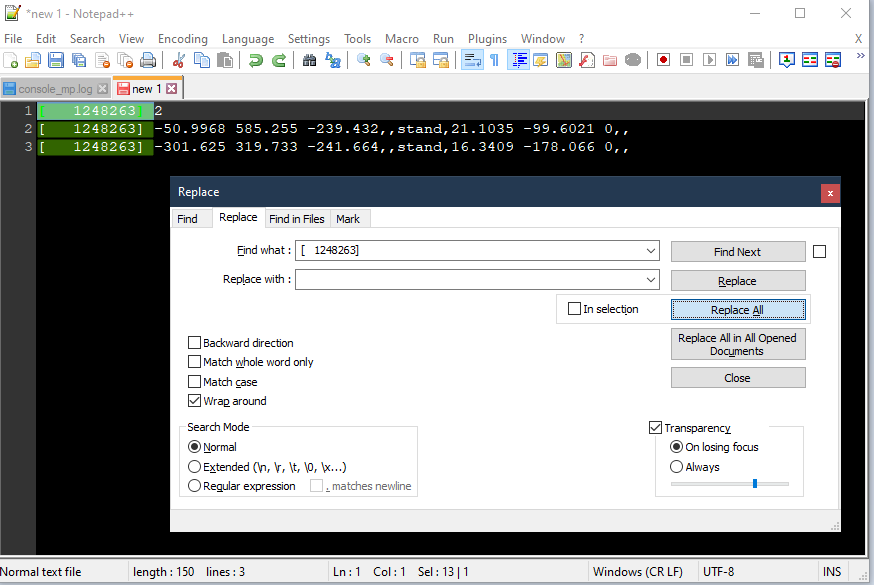 *new 1 - Notepad++
File Edit Search View Encoding Language Settings Tools Macro Run Plugins Window ? X
console_mp.log new 1
1 [   1248263] 2
2 [   1248263] -50.9968 585.255 -239.432,,stand,21.1035 -99.6021 0,,
3 [   1248263] -301.625 319.733 -241.664,,stand,16.3409 -178.066 0,,
Replace
Find Replace Find in Files Mark
Find what : [   1248263] Find Next
Replace with : Replace
In selection Replace All
Replace All in All Opened Documents
Close
Backward direction
Match whole word only
Match case
Wrap around
Search Mode
Normal
Extended (\n, \r, \t, \0, \x...)
Regular expression . matches newline
Transparency
On losing focus
Always
Normal text file length : 150 lines : 3 Ln : 1 Col : 1 Sel : 13 | 1 Windows (CR LF) UTF-8 INS